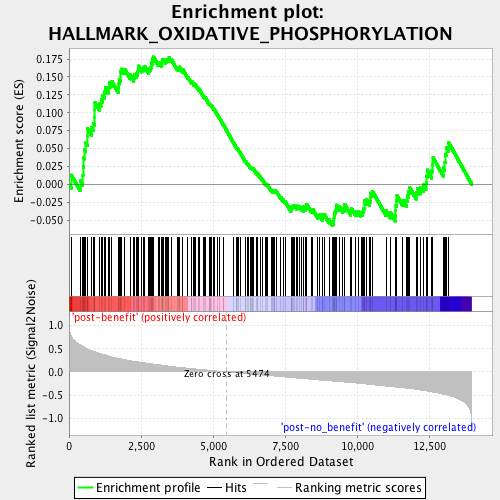 Enrichment plot:
HALLMARK_OXIDATIVE_PHOSPHORYLATION
Enrichment score (ES)
0.175
0.150
0.125
0.100
0.075
0.050
0.025
0.000
-0.025
-0.050
Ranked list metric (Signal2Noise)
1.0
0.5
0.0
-0.5
-1.0
'post-benefit' (positively correlated)
Zero cross at 5474
'post-no_benefit' (negatively correlated)
0
2,500
5,000
7,500
10,000
12,500
Rank in Ordered Dataset
Enrichment profile
Hits
Ranking metric scores